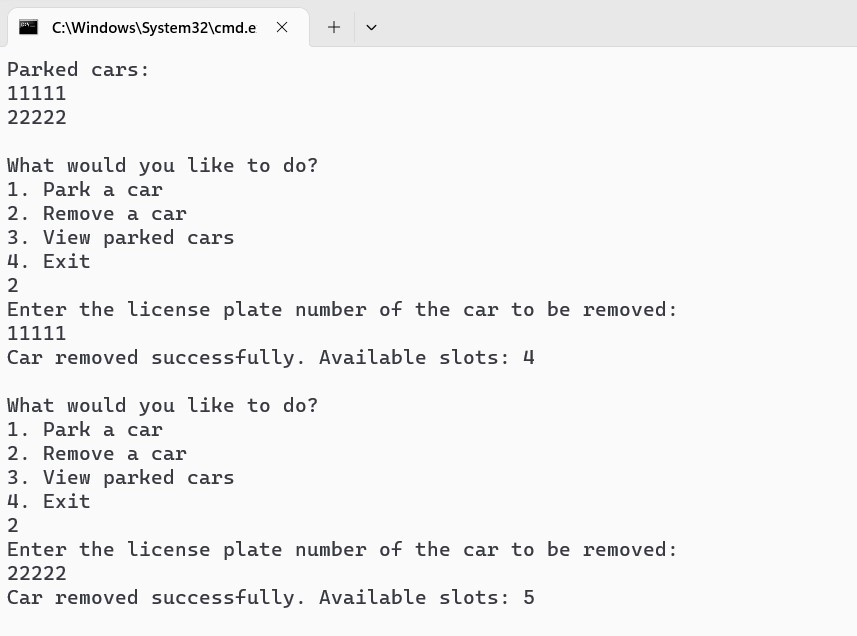 C:\Windows\System32\cmd.e
Parked cars:
11111
22222
What would you like to do?
1. Park a car
2. Remove a car
3. View parked cars
4. Exit
2
Enter the license plate number of the car to be removed:
11111
Car removed successfully. Available slots: 4
What would you like to do?
1. Park a car
2. Remove a car
3. View parked cars
4. Exit
2
Enter the license plate number of the car to be removed:
22222
Car removed successfully. Available slots: 5